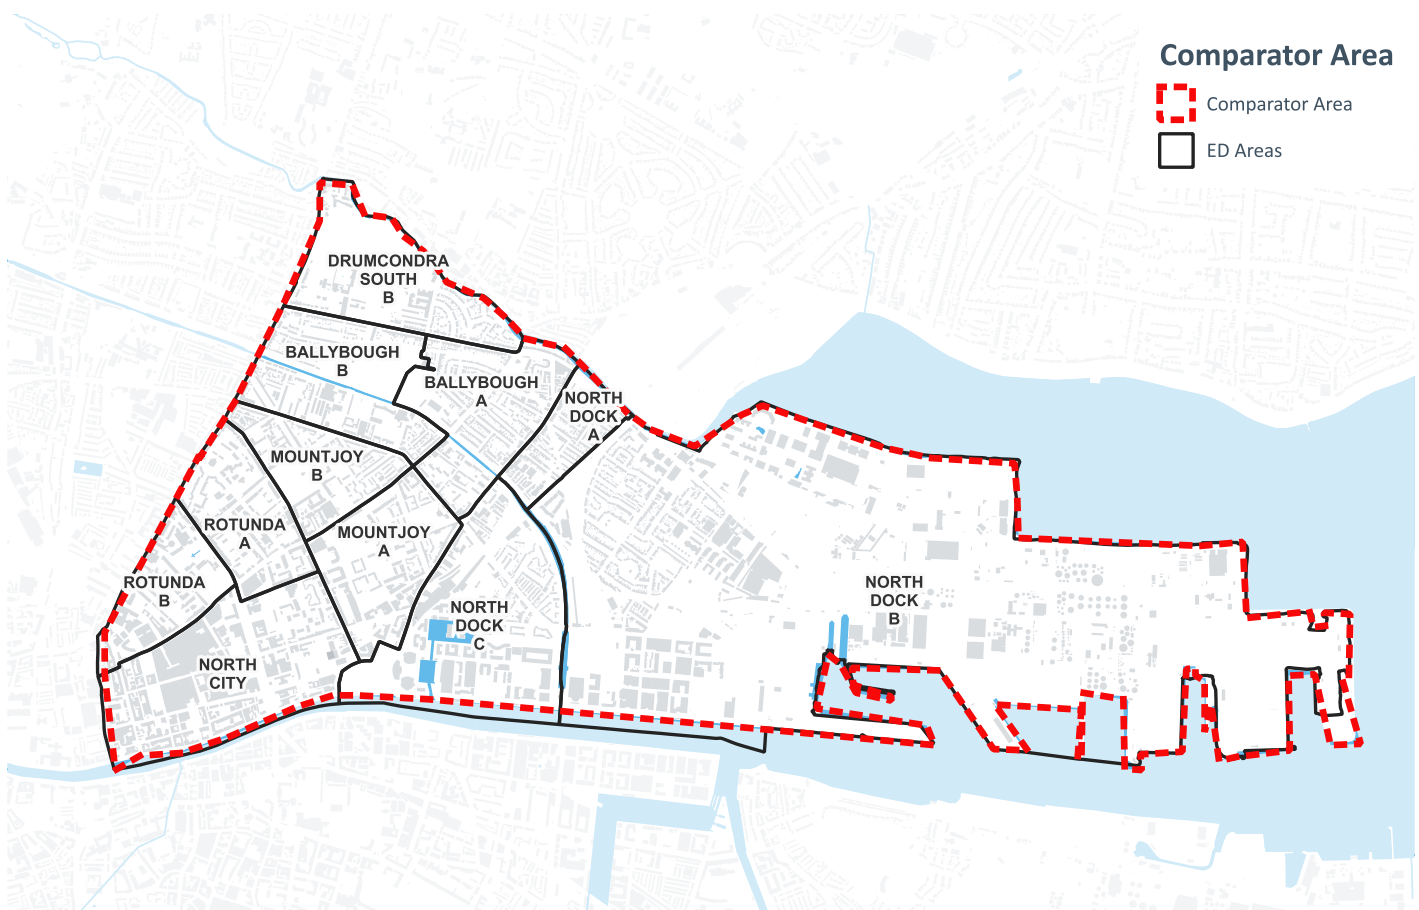 Comparator Area
Comparator Area
ED Areas
DRUMCONDRA
SOUTH
B
BALLYBOUGH
B
BALLYBOUGH
A
NORTH
DOCK
A
MOUNTJOY
B
ROTUNDA
A
MOUNTJOY
A
ROTUNDA
B
NORTH
DOCK
C
NORTH
DOCK
B
NORTH
CITY